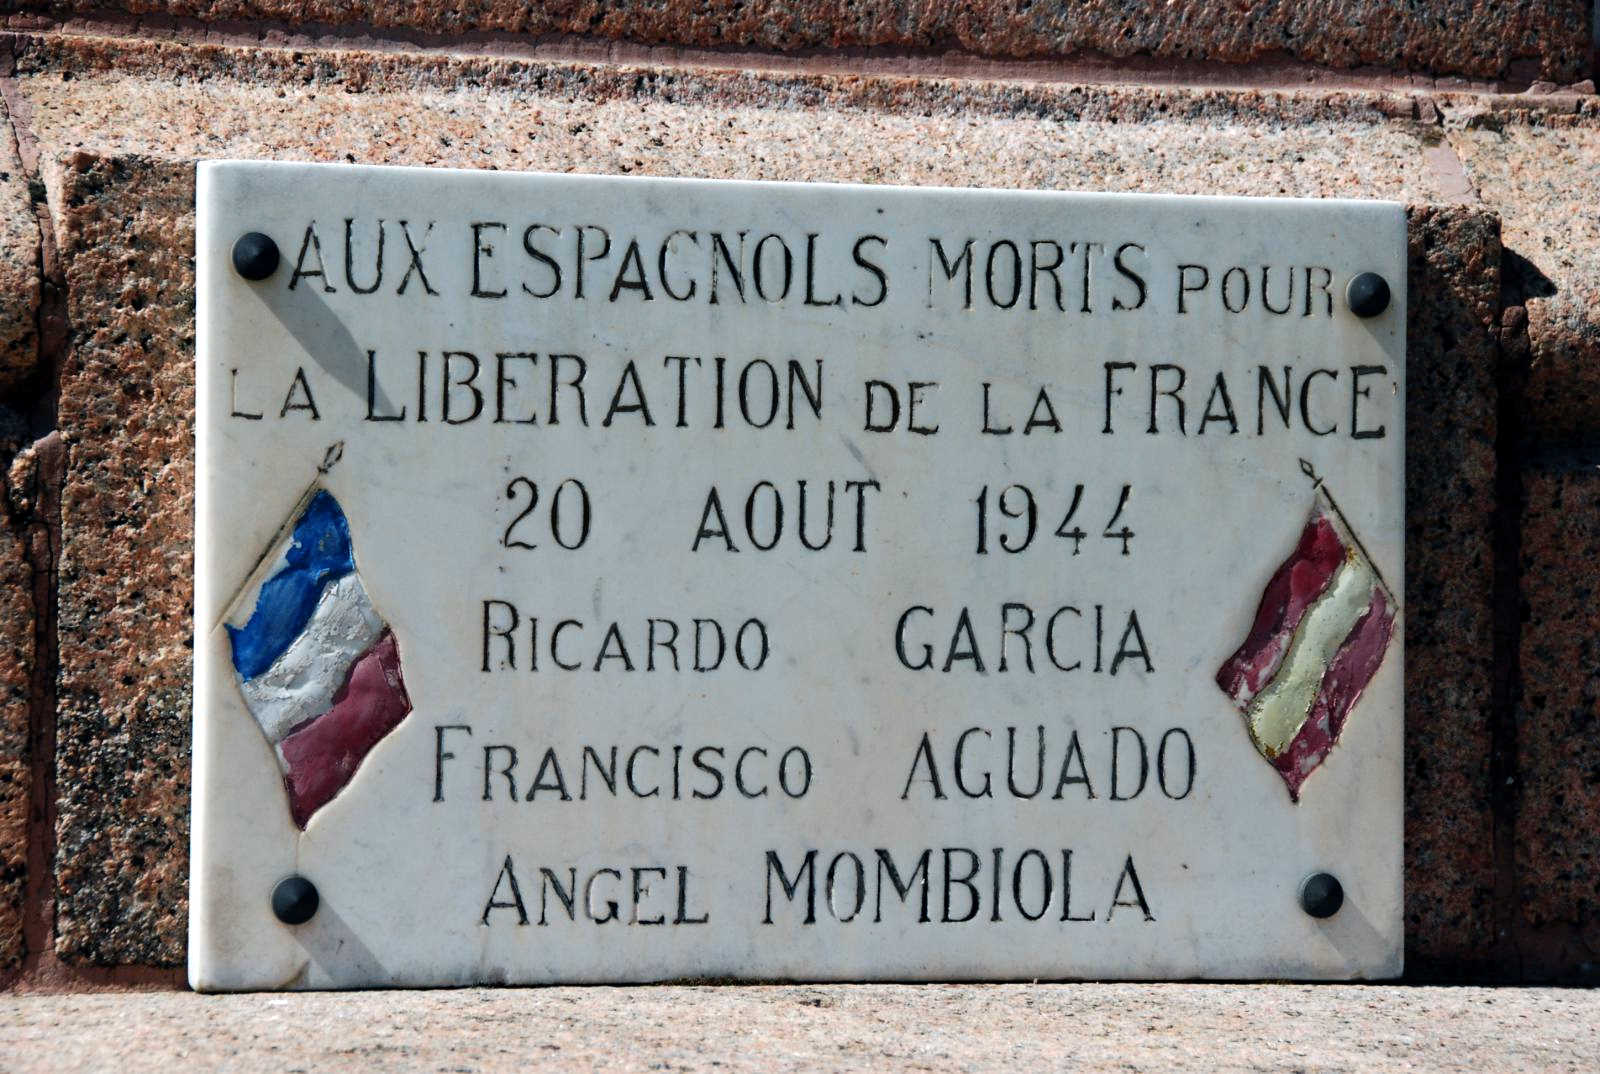 AUX ESPAGNOLS MORTS POUR
LA LIBERATION DE LA FRANCE
20 AOUT 1944
RICARDO GARCIA
FRANCISCO AGUADO
ANGEL MOMBIOLA